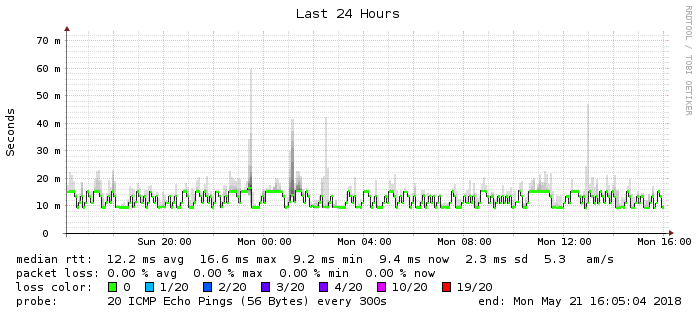 Last 24 Hours
RRDTOOL / TOBI OETIKER
Seconds
70 m
60 m
50 m
40 m
30 m
20 m
10 m
0
Sun 20:00 Mon 00:00 Mon 04:00 Mon 08:00 Mon 12:00 Mon 16:00
median rtt: 12.2 ms avg 16.6 ms max 9.2 ms min 9.4 ms now 2.3 ms sd 5.3 am/s
packet loss: 0.00 % avg 0.00 % max 0.00 % min 0.00 % now
loss color: 0 1/20 2/20 3/20 4/20 10/20 19/20
probe: 20 ICMP Echo Pings (56 Bytes) every 300s end: Mon May 21 16:05:04 2018